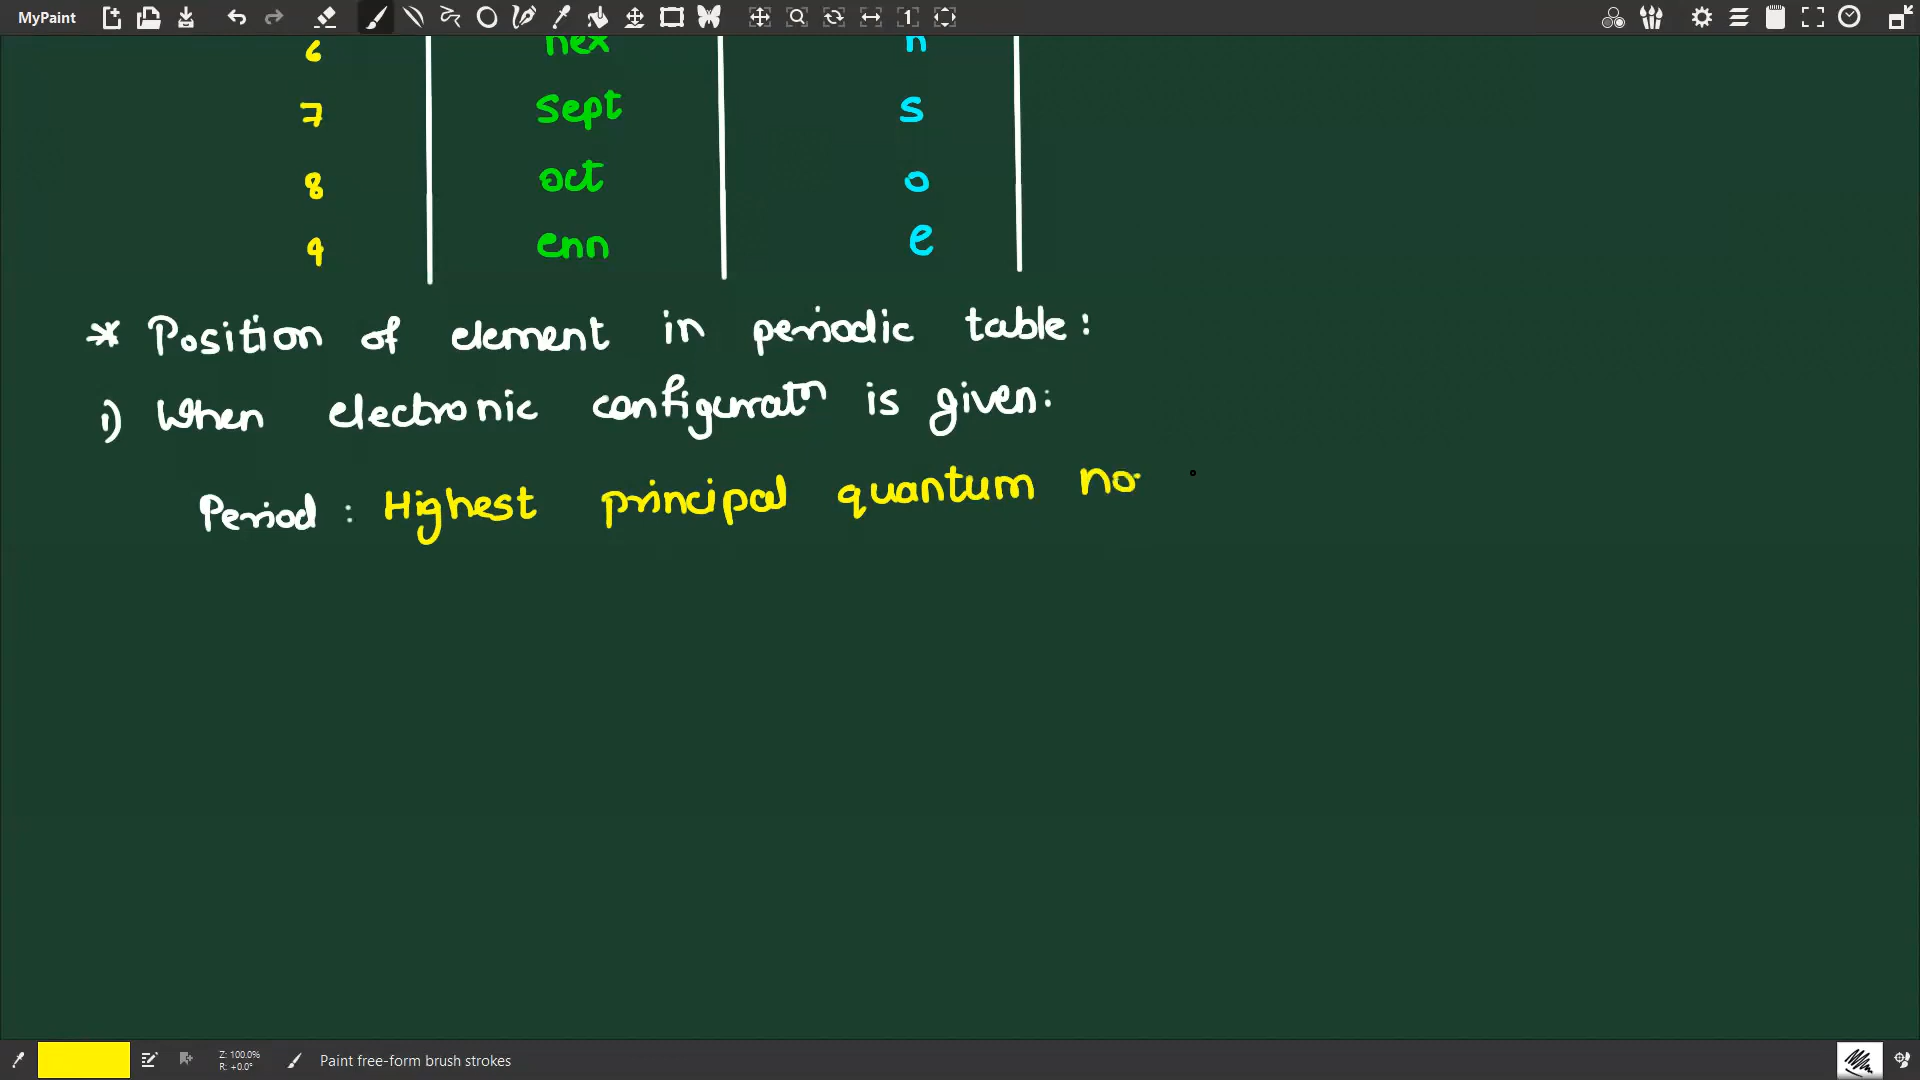 MyPaint
6 hex h
7 sept s
8 oct o
9 enn e
* Position of element in periodic table:
i) When electronic configuratn is given:
Period : Highest principal quantum no.
Z: 100.0%
R: +0.0°
Paint free-form brush strokes